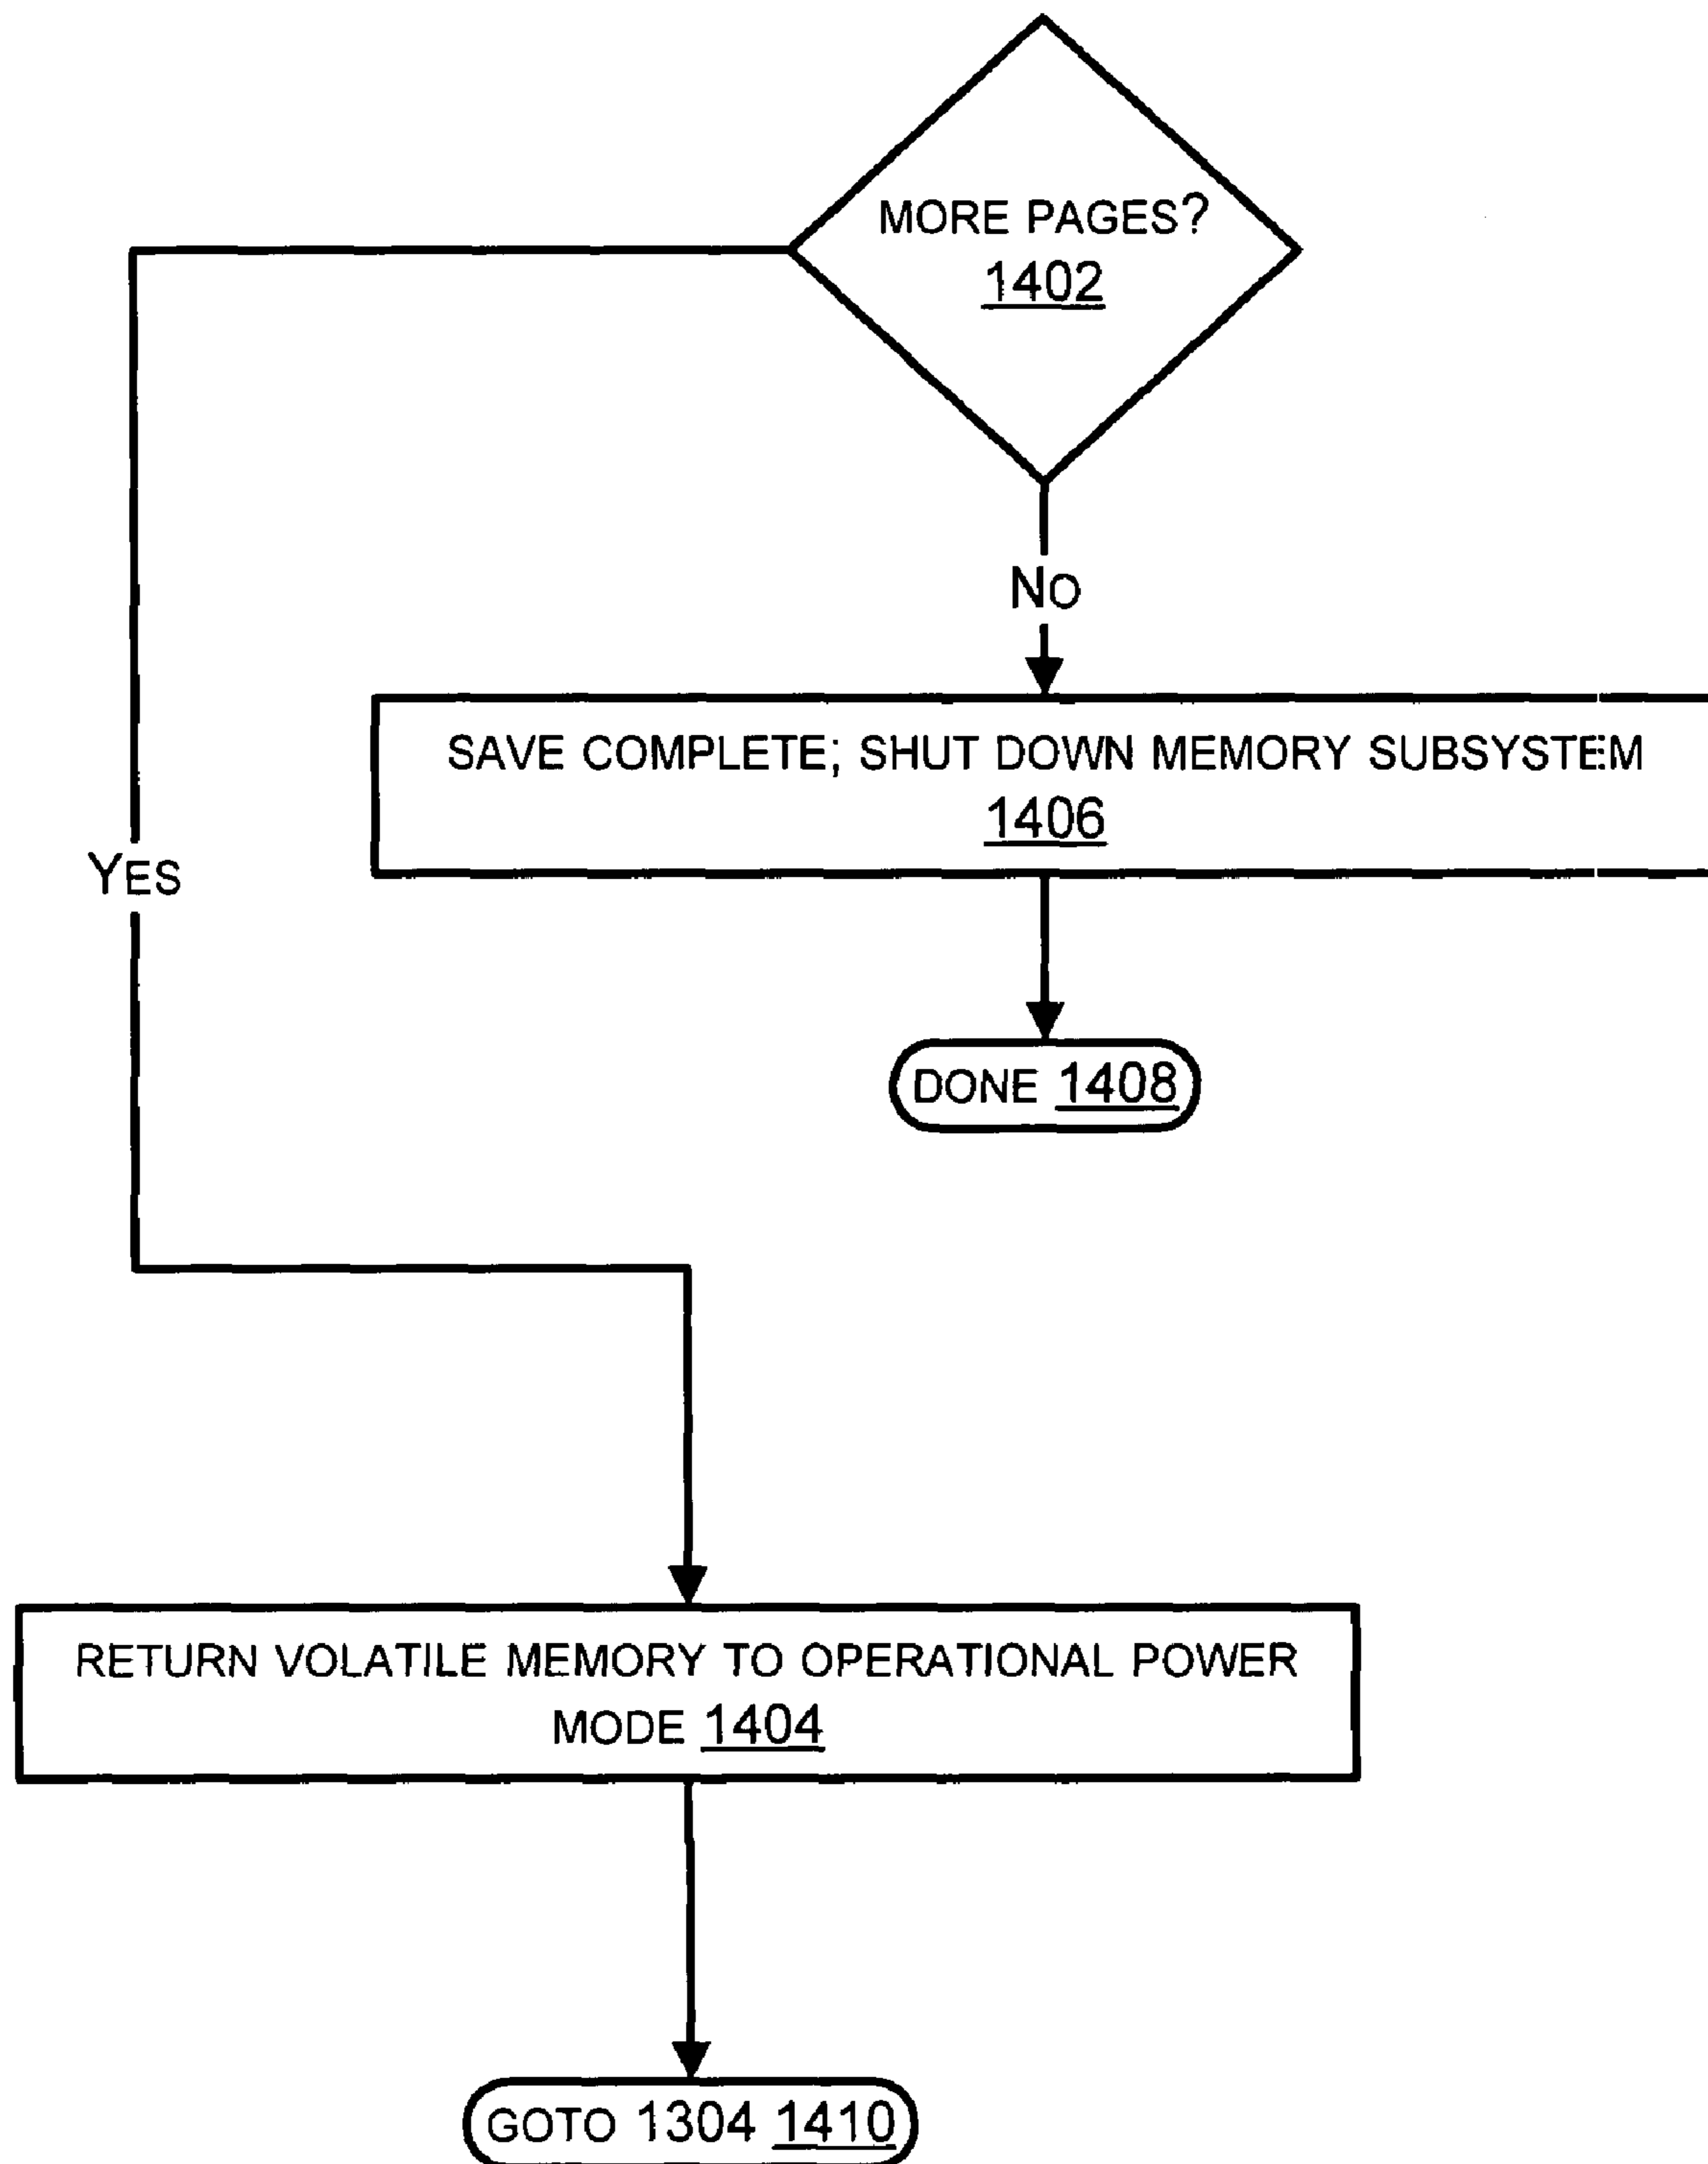 MORE PAGES?
1402
NO
SAVE COMPLETE; SHUT DOWN MEMORY SUBSYSTEM
1406
YES
DONE 1408
RETURN VOLATILE MEMORY TO OPERATIONAL POWER
MODE 1404
GOTO 1304 1410